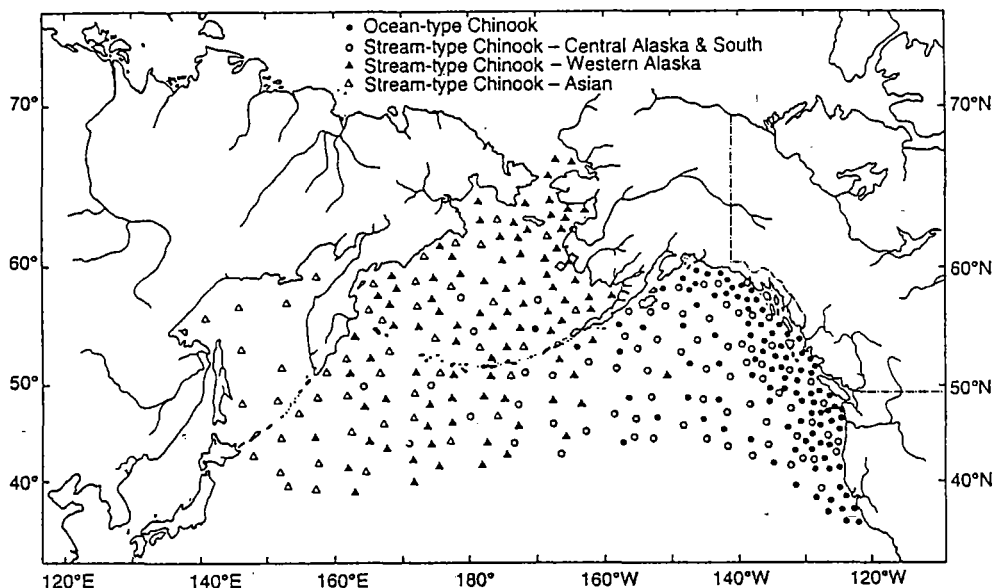 Ocean-type Chinook
Stream-type Chinook – Central Alaska & South
Stream-type Chinook – Western Alaska
Stream-type Chinook – Asian
70° 70°N
60° 60°N
50° 50°N
40° 40°N
120°E 140°E 160°E 180° 160°W 140°W 120°W